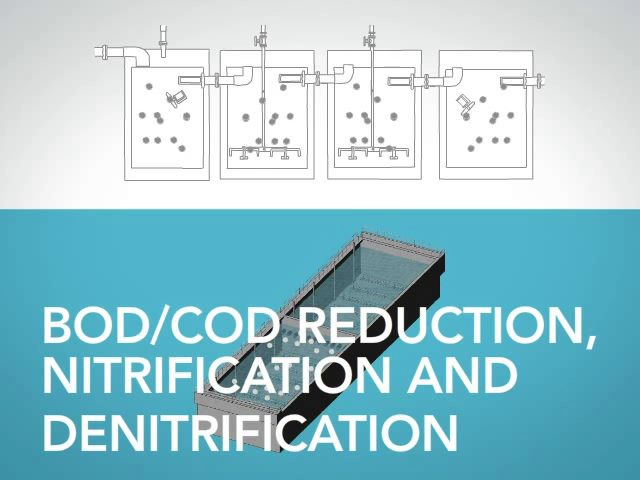 BOD/COD REDUCTION,
NITRIFICATION AND
DENITRIFICATION